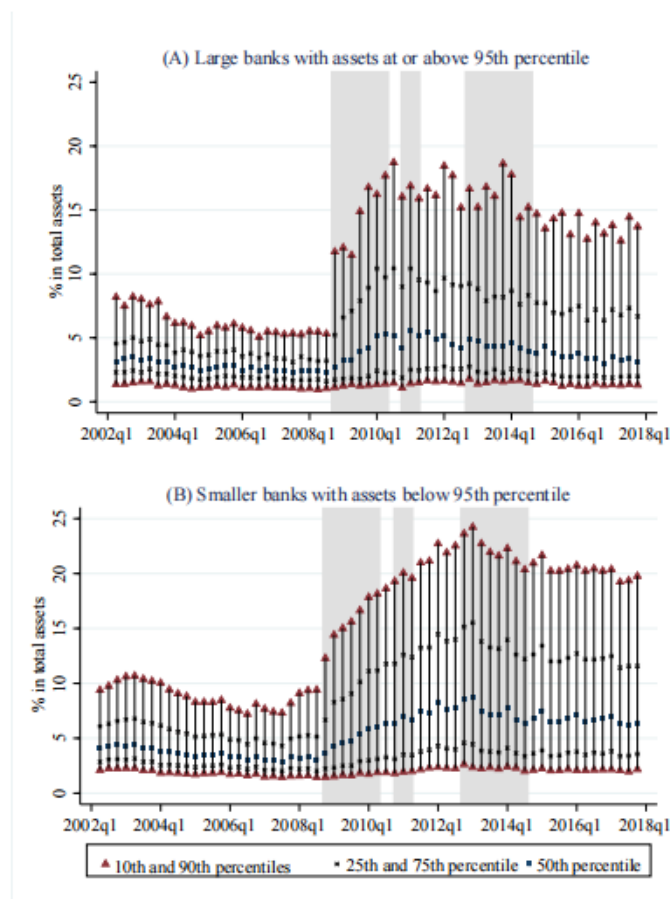 (A) Large banks with assets at or above 95th percentile
% in total assets
25
20
15
10
5
0
2002q1 2004q1 2006q1 2008q1 2010q1 2012q1 2014q1 2016q1 2018q1
(B) Smaller banks with assets below 95th percentile
% in total assets
25
20
15
10
5
0
2002q1 2004q1 2006q1 2008q1 2010q1 2012q1 2014q1 2016q1 2018q1
10th and 90th percentiles 25th and 75th percentile 50th percentile